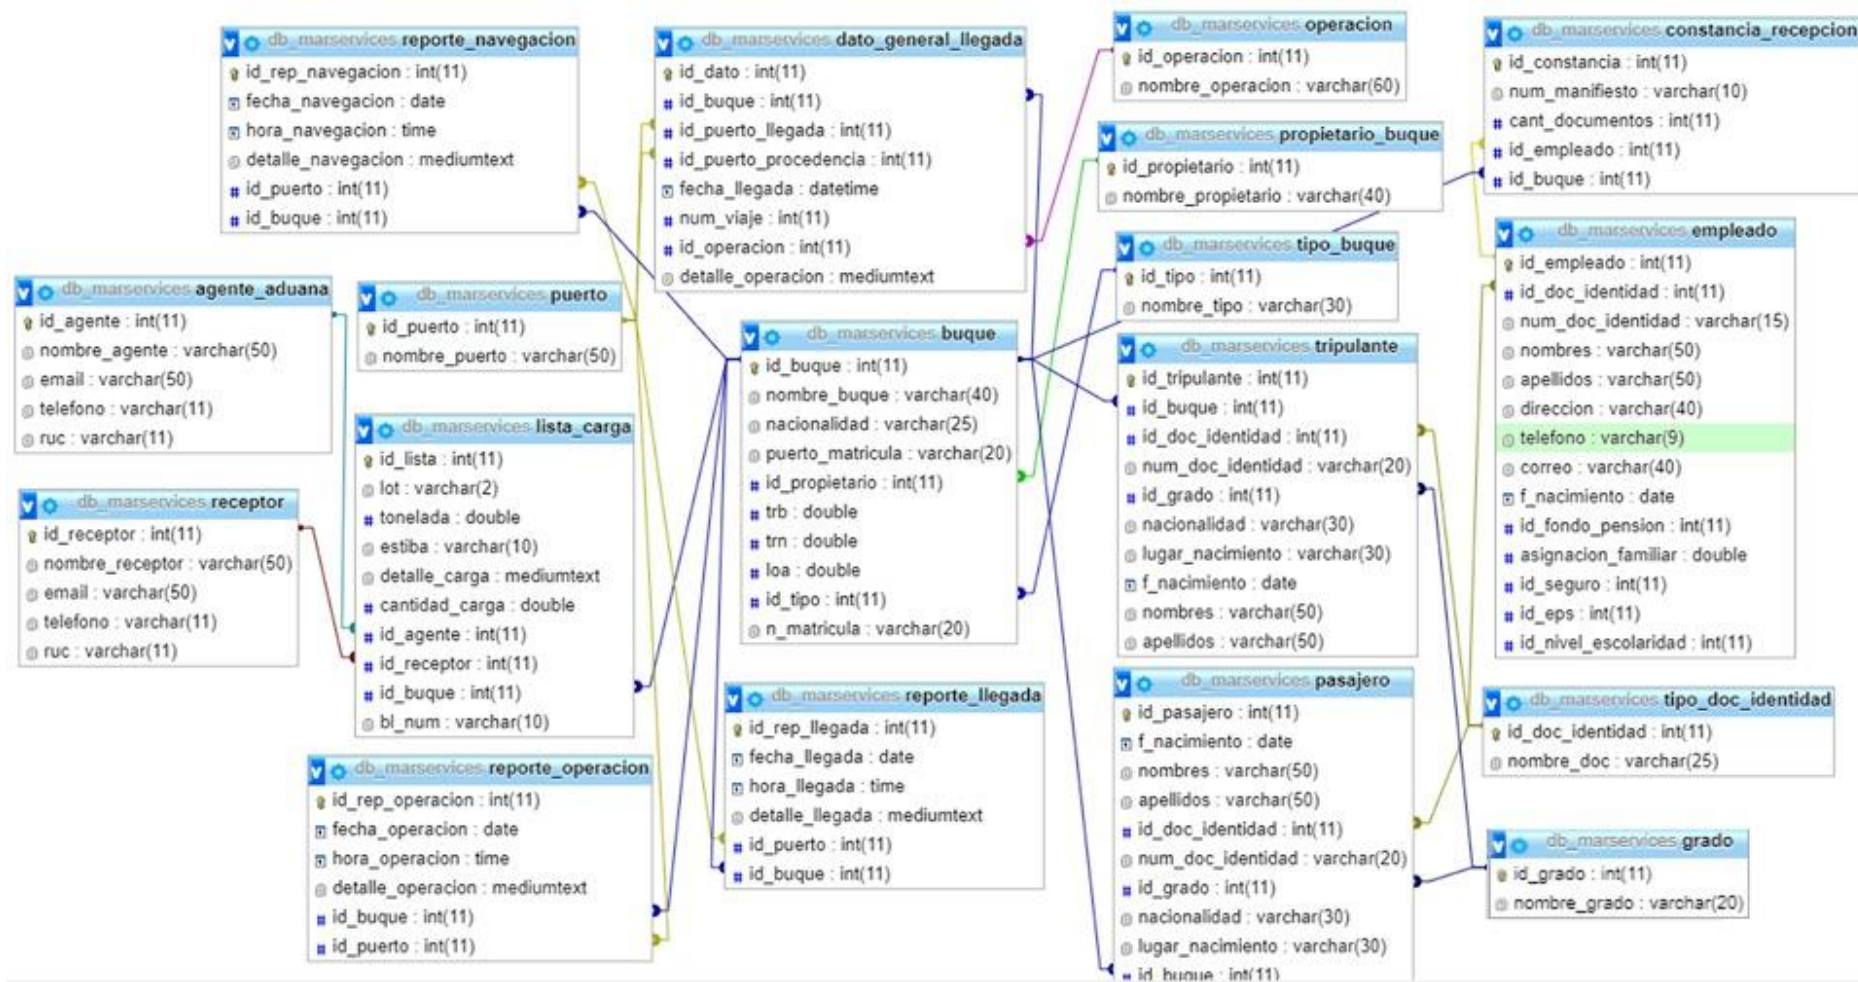 db_marservices reporte_navegacion
id_rep_navegacion : int(11)
fecha_navegacion : date
hora_navegacion : time
detalle_navegacion : mediumtext
id_puerto : int(11)
id_buque : int(11)
db_marservices dato_general_llegada
id_dato : int(11)
id_buque : int(11)
id_puerto_llegada : int(11)
id_puerto_procedencia : int(11)
fecha_llegada : datetime
num_viaje : int(11)
id_operacion : int(11)
detalle_operacion : mediumtext
db_marservices operacion
id_operacion : int(11)
nombre_operacion : varchar(60)
db_marservices propietario_buque
id_propietario : int(11)
nombre_propietario : varchar(40)
db_marservices constancia_recepcion
id_constancia : int(11)
num_manifiesto : varchar(10)
cant_documentos : int(11)
id_empleado : int(11)
id_buque : int(11)
db_marservices agente_aduana
id_agente : int(11)
nombre_agente : varchar(50)
email : varchar(50)
telefono : varchar(11)
ruc : varchar(11)
db_marservices puerto
id_puerto : int(11)
nombre_puerto : varchar(50)
db_marservices tipo_buque
id_tipo : int(11)
nombre_tipo : varchar(30)
db_marservices empleado
id_empleado : int(11)
id_doc_identidad : int(11)
num_doc_identidad : varchar(15)
nombres : varchar(50)
apellidos : varchar(50)
direccion : varchar(40)
telefono : varchar(9)
correo : varchar(40)
f_nacimiento : date
id_fondo_pension : int(11)
asignacion_familiar : double
id_seguro : int(11)
id_eps : int(11)
id_nivel_escolaridad : int(11)
db_marservices buque
id_buque : int(11)
nombre_buque : varchar(40)
nacionalidad : varchar(25)
puerto_matricula : varchar(20)
id_propietario : int(11)
trb : double
trn : double
loa : double
id_tipo : int(11)
n_matricula : varchar(20)
db_marservices tripulante
id_tripulante : int(11)
id_buque : int(11)
id_doc_identidad : int(11)
num_doc_identidad : varchar(20)
id_grado : int(11)
nacionalidad : varchar(30)
lugar_nacimiento : varchar(30)
f_nacimiento : date
nombres : varchar(50)
apellidos : varchar(50)
db_marservices lista_carga
id_lista : int(11)
lot : varchar(2)
tonelada : double
estiba : varchar(10)
detalle_carga : mediumtext
cantidad_carga : double
id_agente : int(11)
id_receptor : int(11)
id_buque : int(11)
bl_num : varchar(10)
db_marservices receptor
id_receptor : int(11)
nombre_receptor : varchar(50)
email : varchar(50)
telefono : varchar(11)
ruc : varchar(11)
db_marservices reporte_llegada
id_rep_llegada : int(11)
fecha_llegada : date
hora_llegada : time
detalle_llegada : mediumtext
id_puerto : int(11)
id_buque : int(11)
db_marservices pasajero
id_pasajero : int(11)
f_nacimiento : date
nombres : varchar(50)
apellidos : varchar(50)
id_doc_identidad : int(11)
num_doc_identidad : varchar(20)
id_grado : int(11)
nacionalidad : varchar(30)
lugar_nacimiento : varchar(30)
id_buque : int(11)
db_marservices tipo_doc_identidad
id_doc_identidad : int(11)
nombre_doc : varchar(25)
db_marservices reporte_operacion
id_rep_operacion : int(11)
fecha_operacion : date
hora_operacion : time
detalle_operacion : mediumtext
id_buque : int(11)
id_puerto : int(11)
db_marservices grado
id_grado : int(11)
nombre_grado : varchar(20)